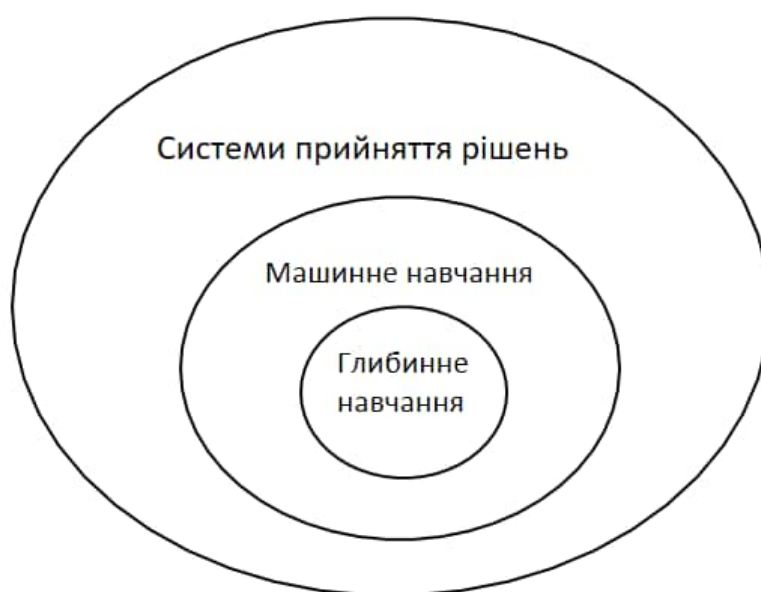 Системи прийняття рішень
Машинне навчання
Глибинне
навчання